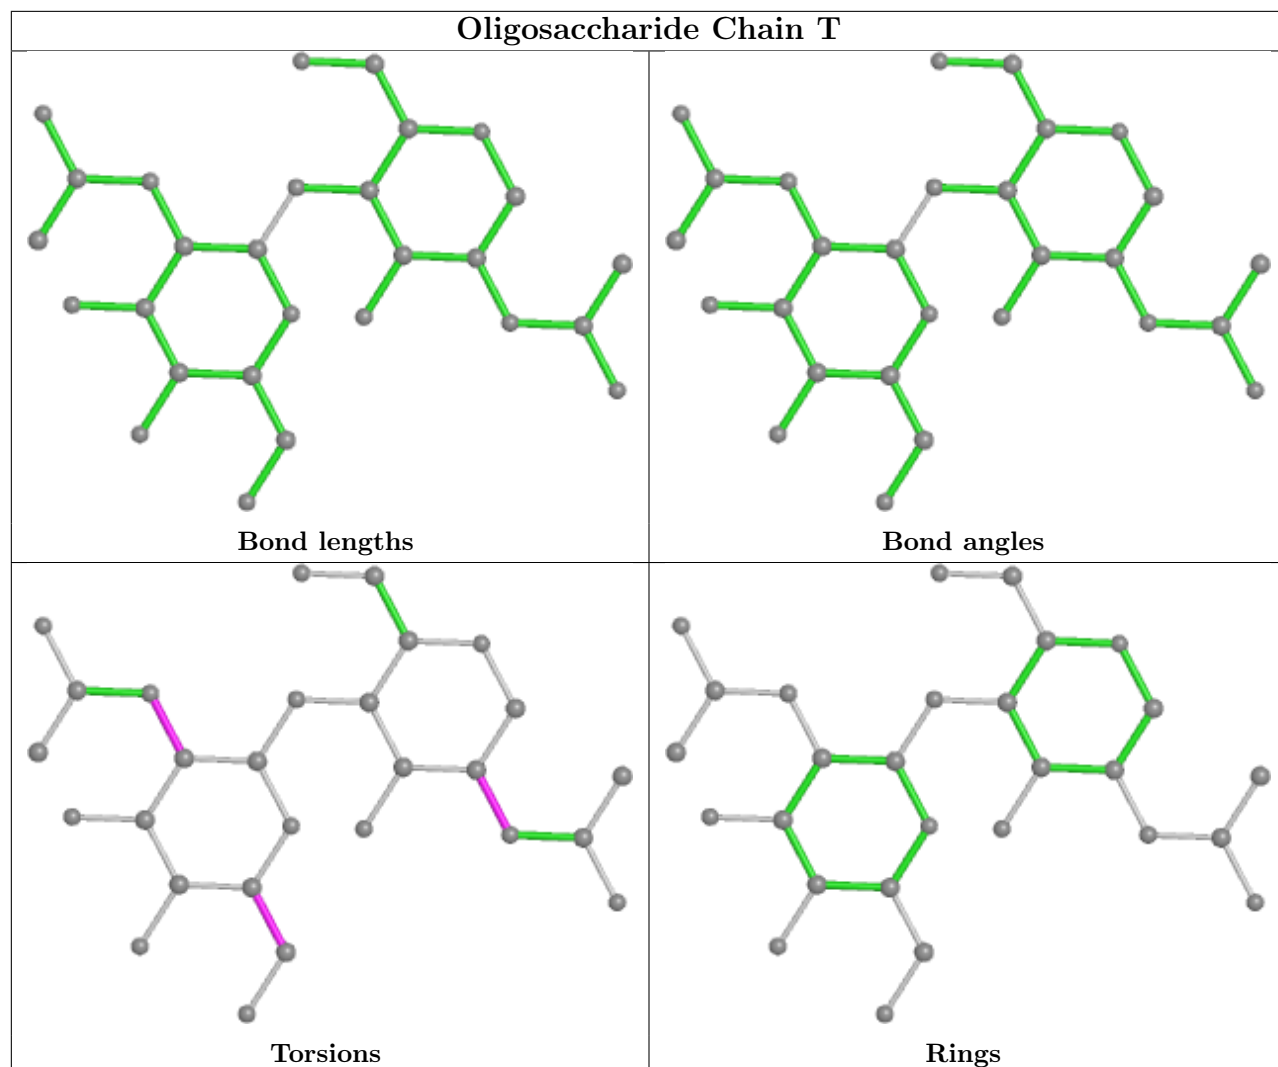 Oligosaccharide Chain T
Bond lengths
Bond angles
Torsions
Rings